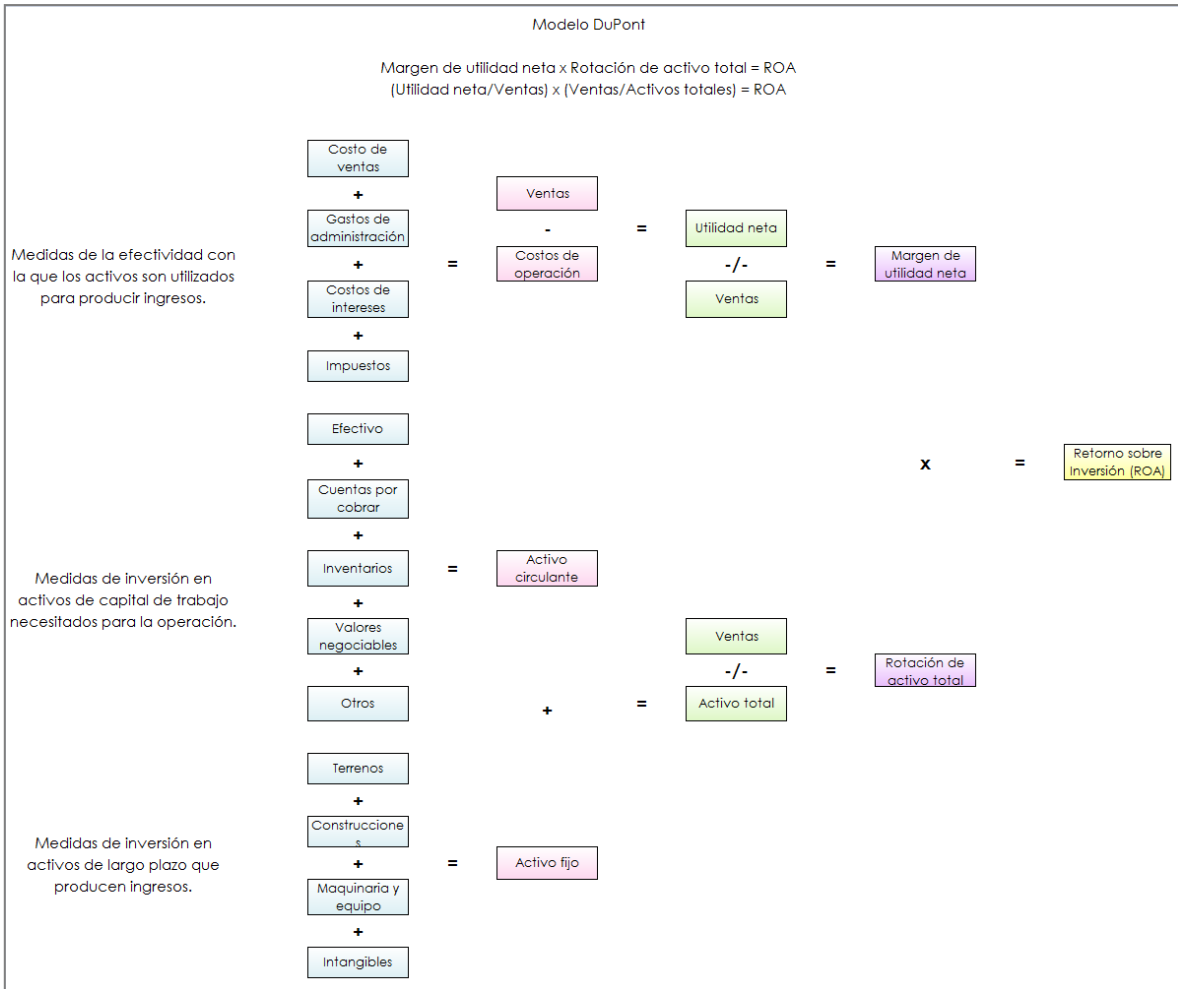 Modelo DuPont
Margen de utilidad neta x Rotación de activo total = ROA
(Utilidad neta/Ventas) x (Ventas/Activos totales) = ROA
Medidas de la efectividad con
la que los activos son utilizados
para producir ingresos.
Costo de
ventas
+
Gastos de
administración
+
Costos de
intereses
+
Impuestos
=
Ventas
-
Costos de
operación
=
Utilidad neta
-/-
Ventas
=
Margen de
utilidad neta
x
=
Retorno sobre
Inversión (ROA)
Medidas de inversión en
activos de capital de trabajo
necesitados para la operación.
Efectivo
+
Cuentas por
cobrar
+
Inventarios
+
Valores
negociables
+
Otros
=
Activo
circulante
+
=
Ventas
-/-
Activo total
=
Rotación de
activo total
Medidas de inversión en
activos de largo plazo que
producen ingresos.
Terrenos
+
Construccione
s
+
Maquinaria y
equipo
+
Intangibles
=
Activo fijo